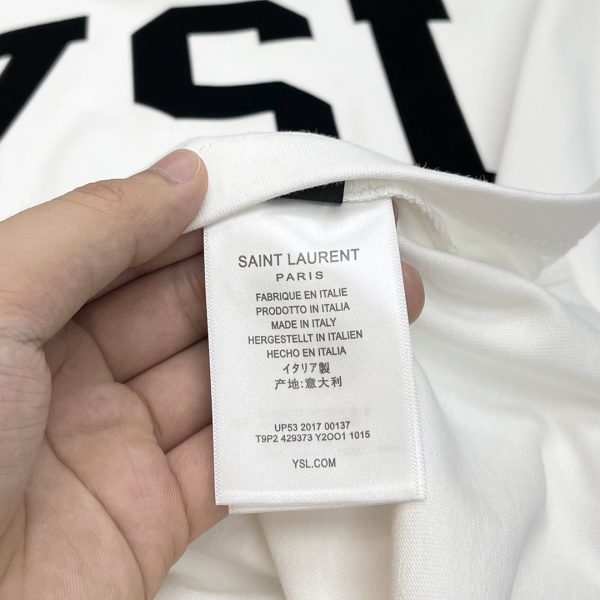 YSL
SAINT LAURENT
PARIS
FABRIQUE EN ITALIE
PRODOTTO IN ITALIA
MADE IN ITALY
HERGESTELLT IN ITALIEN
HECHO EN ITALIA
イタリア製
产地:意大利
UP53 2017 00137
T9P2 429373 Y2OO1 1015
YSL.COM